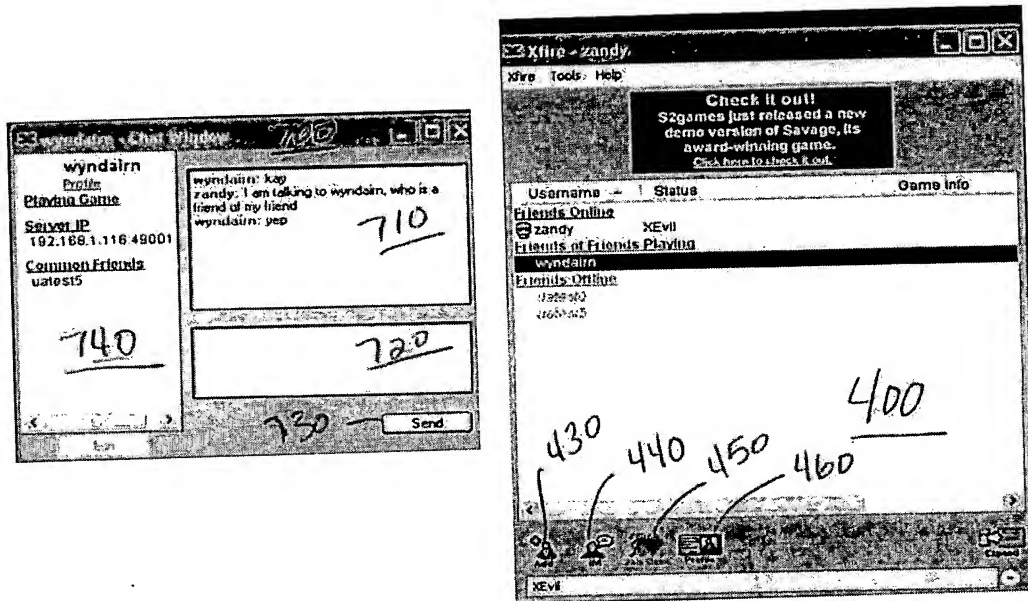 wyndairn - Chat Window
wyndairn
Profile
Playing Game
Server IP
192.168.1.116:49001
Common Friends
uatest5
740
wyndairn: kay
zandy: I am talking to wyndairn, who is a
friend of my friend
wyndairn: yep
710
720
730
Send
Xfire - zandy
Xfire Tools Help
Check it out!
S2games just released a new
demo version of Savage, its
award-winning game.
Click here to check it out.
Username Status Game Info
Friends Online
zandy XEvil
Friends of Friends Playing
wyndairn
Friends Offline
uatest5
400
430
440
450
460
Add IM Profile
XEvil